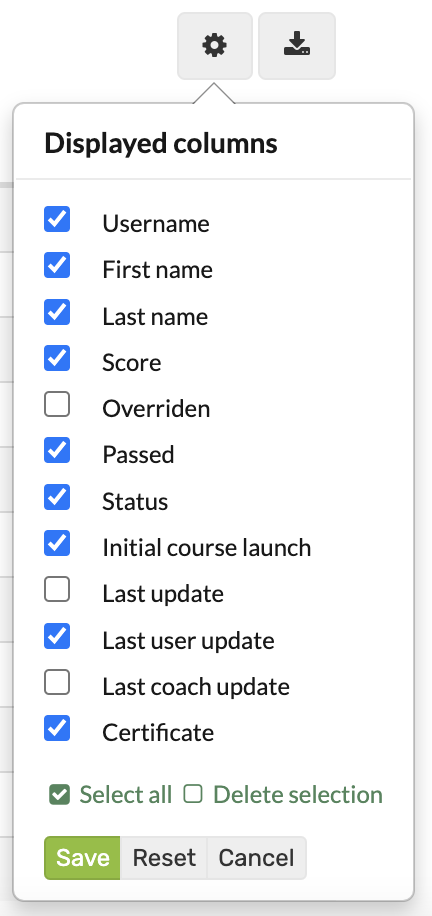 Displayed columns
Username
First name
Last name
Score
Overriden
Passed
Status
Initial course launch
Last update
Last user update
Last coach update
Certificate
Select all Delete selection
Save Reset Cancel